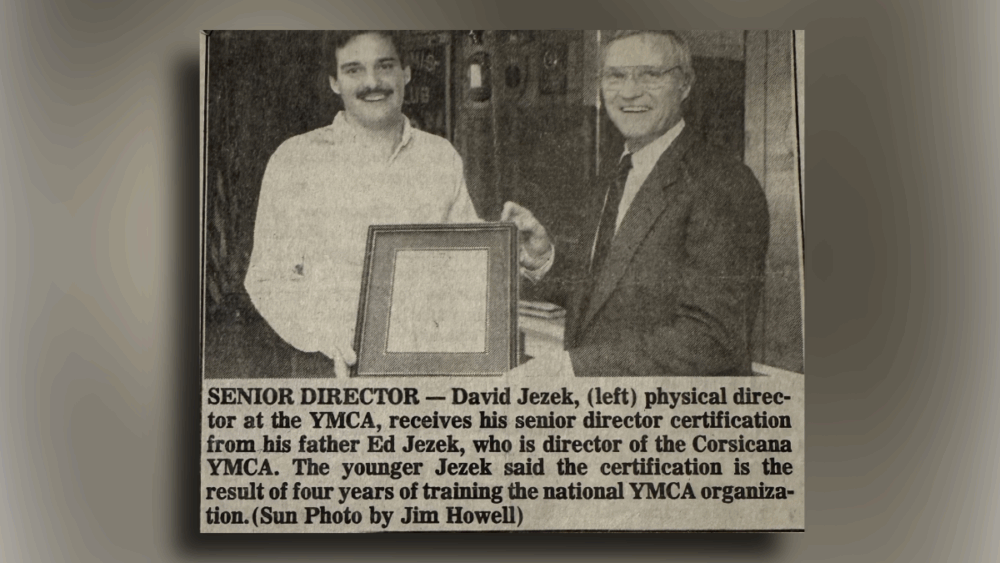 NIS-
LUB
SENIOR DIRECTOR — David Jezek, (left) physical direc-
tor at the YMCA, receives his senior director certification
from his father Ed Jezek, who is director of the Corsicana
YMCA. The younger Jezek said the certification is the
result of four years of training the national YMCA organiza-
tion.(Sun Photo by Jim Howell)